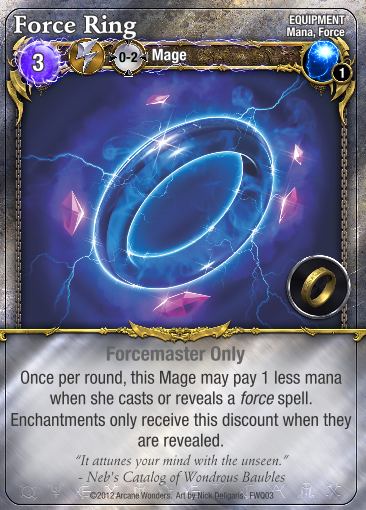 Force Ring
EQUIPMENT
Mana, Force
3
0-2
Mage
1
Forcemaster Only
Once per round, this Mage may pay 1 less mana
when she casts or reveals a force spell.
Enchantments only receive this discount when they
are revealed.
"It attunes your mind with the unseen."
- Neb's Catalog of Wondrous Baubles
©2012 Arcane Wonders. Art by Nick Deligaris. FWQ03